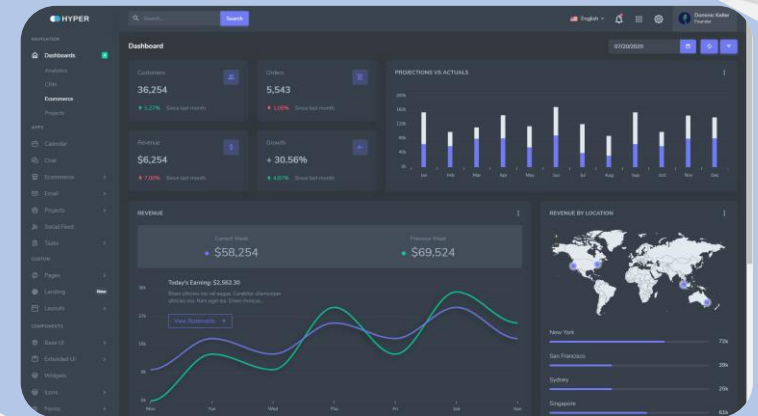 HYPER
Search...
Search
English
Dominic Keller
Founder
NAVIGATION
Dashboards
Analytics
CRM
Ecommerce
Projects
APPS
Calendar
Chat
Ecommerce
Email
Projects
Social Feed
Tasks
CUSTOM
Pages
Landing
New
Layouts
COMPONENTS
Base UI
Extended UI
Widgets
Icons
Dashboard
07/20/2020
Customers
36,254
5.27% Since last month
Orders
5,543
1.08% Since last month
Revenue
$6,254
7.00% Since last month
Growth
+ 30.56%
4.87% Since last month
PROJECTIONS VS ACTUALS
160k
120k
80k
40k
0k
Jan Feb Mar Apr May Jun Jul Aug Sep Oct Nov Dec
REVENUE
Current Week
$58,254
Previous Week
$69,524
Today's Earning: $2,562.30
View Statements
Mon Tue Wed Thu Fri Sat Sun
REVENUE BY LOCATION
New York
72k
San Francisco
39k
Sydney
25k
Singapore
61k